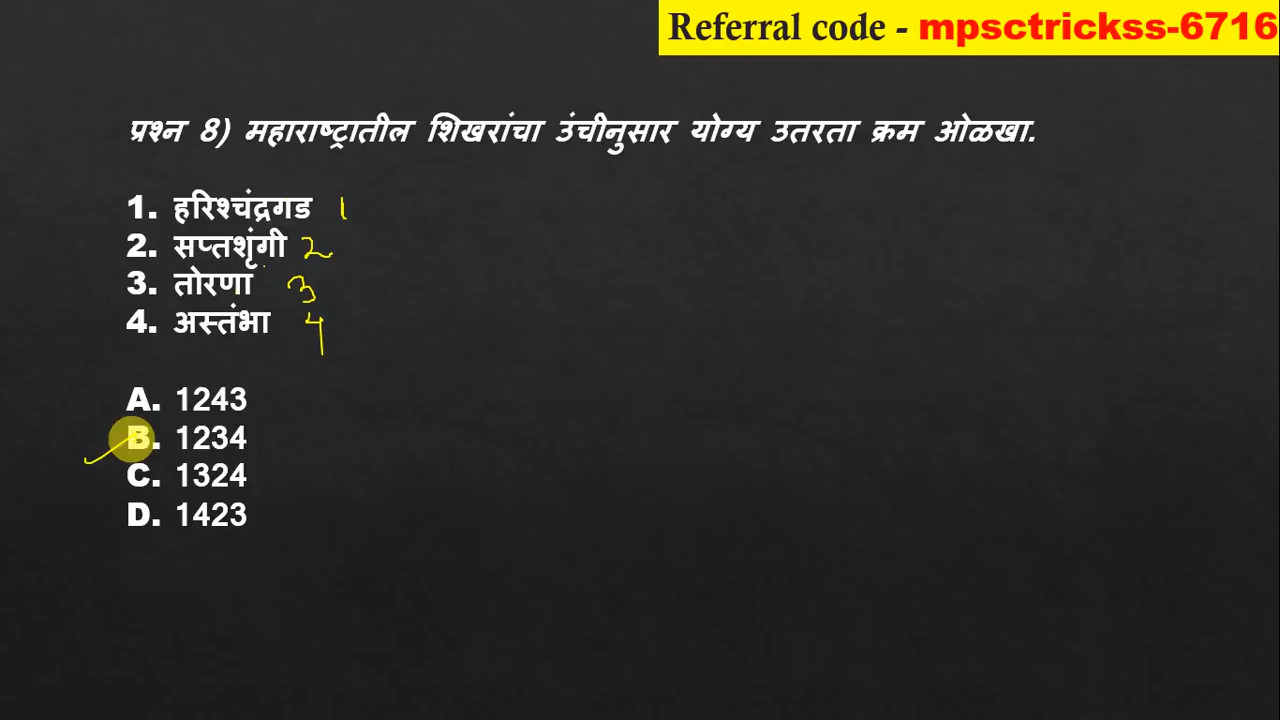 Referral code - mpsctrickss-6716
प्रश्न 8) महाराष्ट्रातील शिखरांचा उंचीनुसार योग्य उतरता क्रम ओळखा.
1. हरिश्चंद्रगड 1
2. सप्तशृंगी 2
3. तोरणा 3
4. अस्तंभा 4
A. 1243
B. 1234
C. 1324
D. 1423